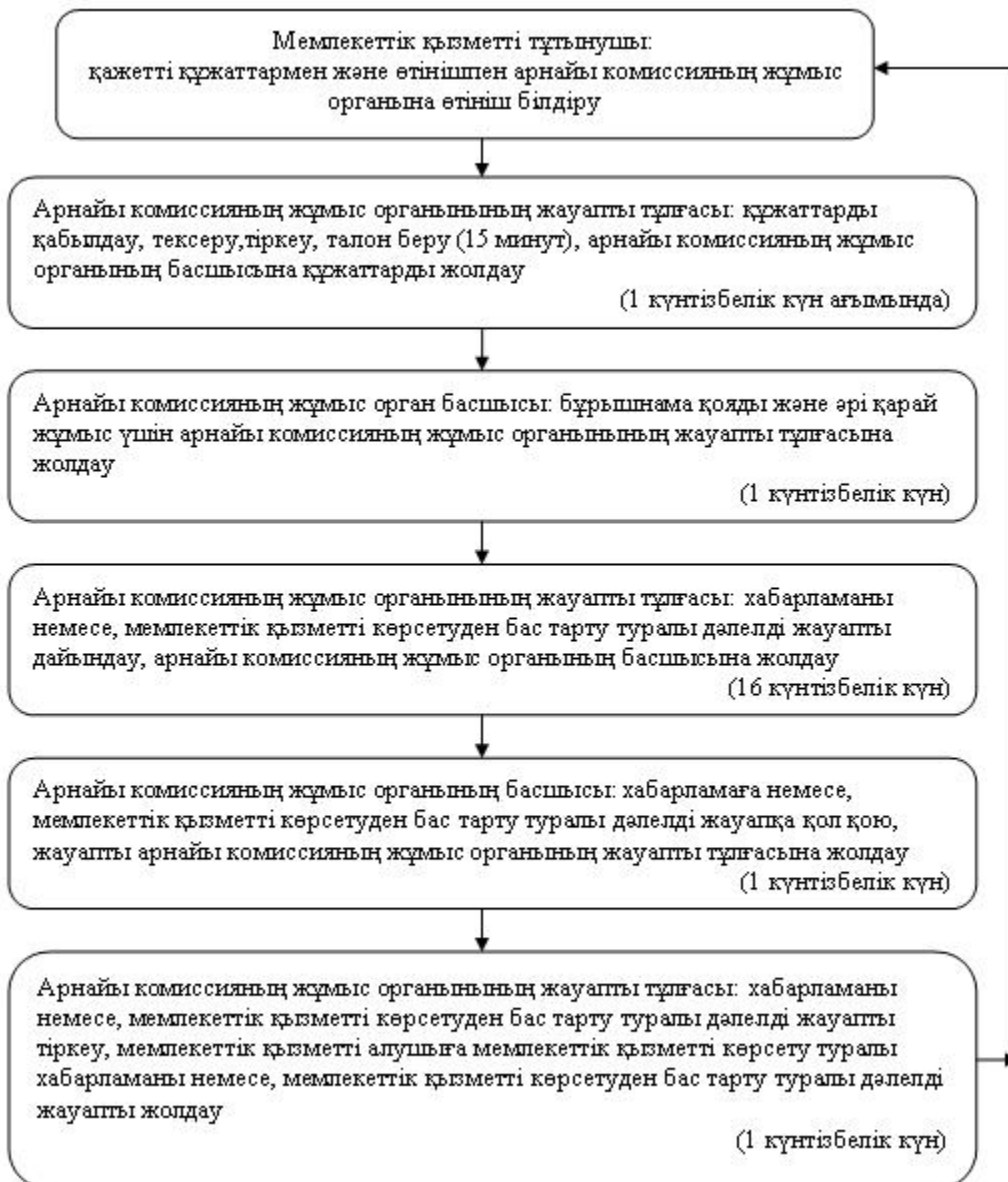 Мемлекеттік қызметті тұтынушы:
қажетті құжаттармен және өтінішпен арнайы комиссияның жұмыс
органына өтініш білдіру
Арнайы комиссияның жұмыс органынының жауапты тұлғасы: құжаттарды
қабылдау, тексеру,тіркеу, талон беру (15 минут), арнайы комиссияның жұмыс
органының басшысына құжаттарды жолдау
(1 күнтізбелік күн ағымында)
Арнайы комиссияның жұмыс орган басшысы: бұрышнама қояды және әрі қарай
жұмыс үшін арнайы комиссияның жұмыс органынының жауапты тұлғасына
жолдау
(1 күнтізбелік күн)
Арнайы комиссияның жұмыс органынының жауапты тұлғасы: хабарламаны
немесе, мемлекеттік қызметті көрсетуден бас тарту туралы дәлелді жауапты
дайындау, арнайы комиссияның жұмыс органының басшысына жолдау
(16 күнтізбелік күн)
Арнайы комиссияның жұмыс органының басшысы: хабарламаға немесе,
мемлекеттік қызметті көрсетуден бас тарту туралы дәлелді жауапқа қол қою,
жауапты арнайы комиссияның жұмыс органының жауапты тұлғасына жолдау
(1 күнтізбелік күн)
Арнайы комиссияның жұмыс органынының жауапты тұлғасы: хабарламаны
немесе, мемлекеттік қызметті көрсетуден бас тарту туралы дәлелді жауапты
тіркеу, мемлекеттік қызметті алушыға мемлекеттік қызметті көрсету туралы
хабарламаны немесе, мемлекеттік қызметті көрсетуден бас тарту туралы дәлелді
жауапты жолдау
(1 күнтізбелік күн)